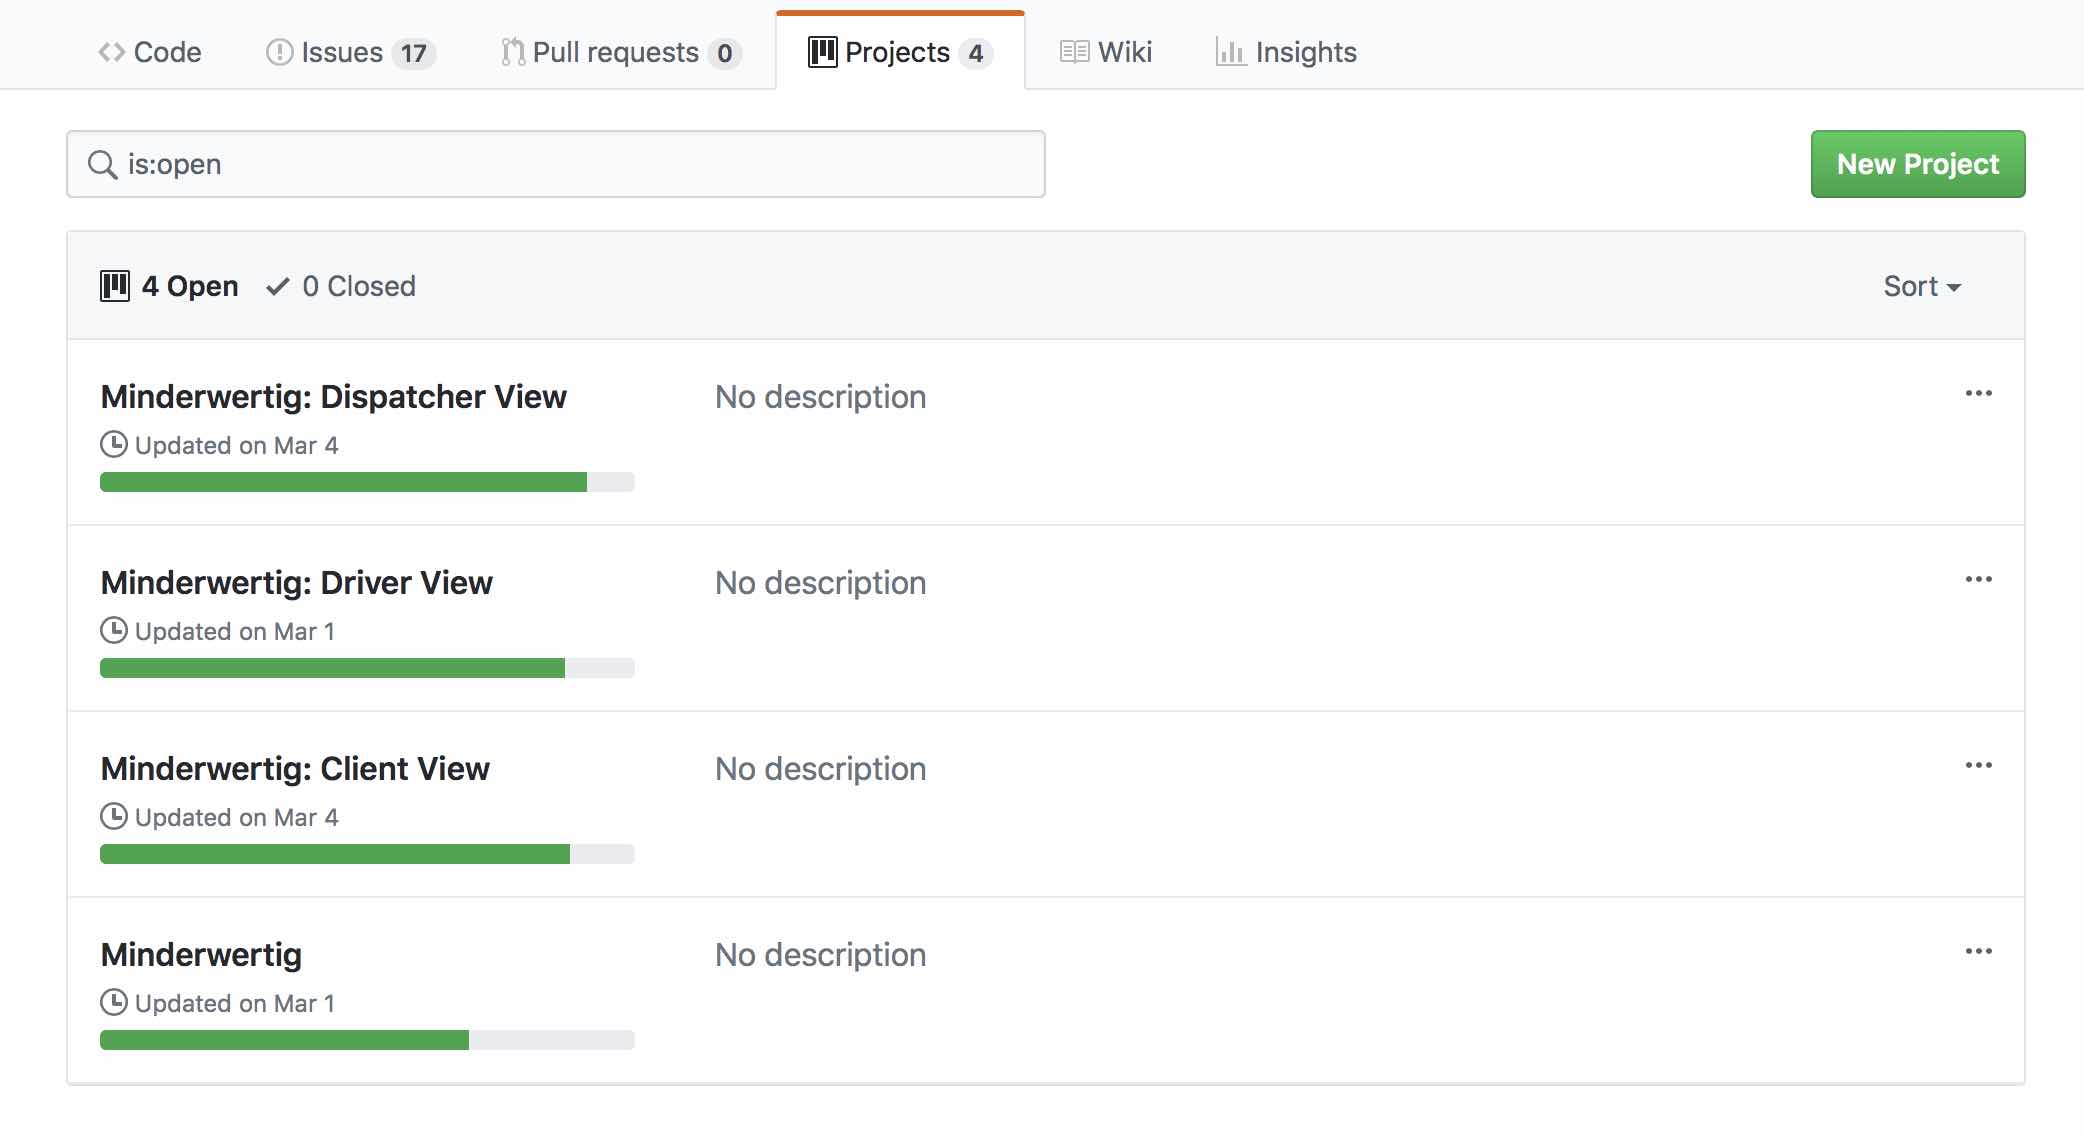 Code Issues 17 Pull requests 0 Projects 4 Wiki Insights
is:open
New Project
4 Open 0 Closed Sort
Minderwertig: Dispatcher View No description
Updated on Mar 4
Minderwertig: Driver View No description
Updated on Mar 1
Minderwertig: Client View No description
Updated on Mar 4
Minderwertig No description
Updated on Mar 1